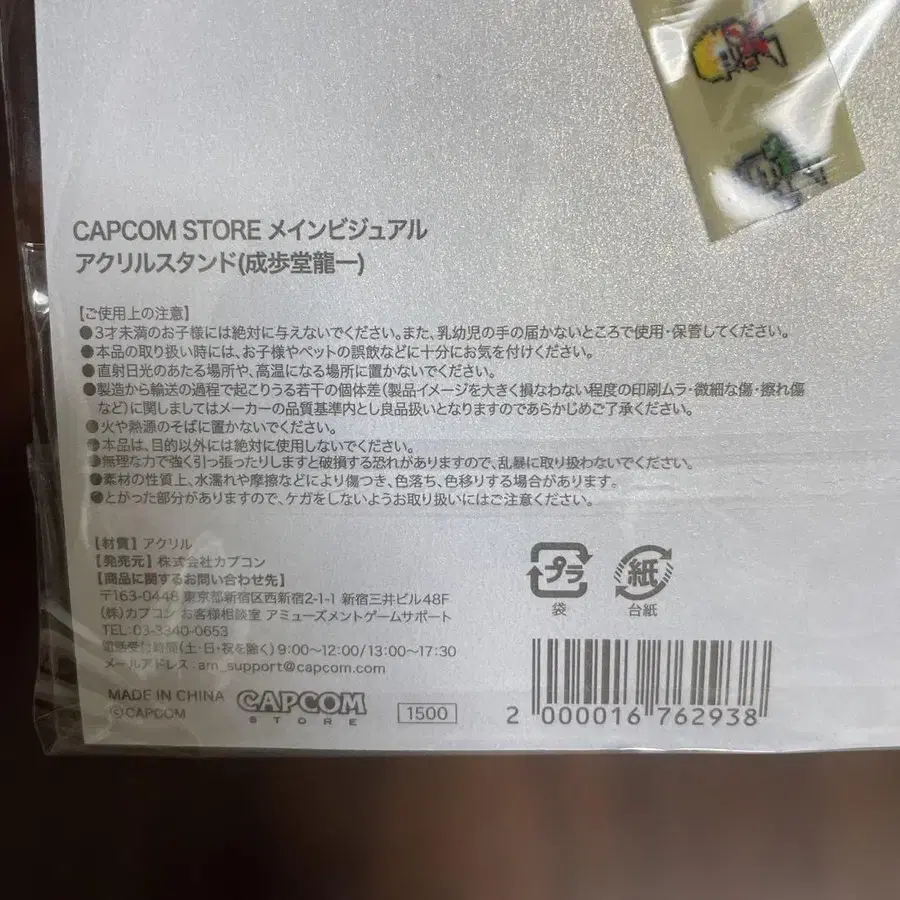 CAPCOM STORE メインビジュアル
アクリルスタンド(成歩堂龍一)
【ご使用上の注意】
●3才未満のお子様には絶対に与えないでください。また、乳幼児の手の届かないところで使用・保管してください。
●本品の取り扱い時には、お子様やペットの誤飲などに十分にお気を付けください。
●直射日光のあたる場所や、高温になる場所に置かないでください。
●製造から輸送の過程で起こりうる若干の個体差(製品イメージを大きく損なわない程度の印刷ムラ・微細な傷・擦れ傷
など)に関しましてはメーカーの品質基準内とし良品扱いとなりますのであらかじめご了承ください。
●火や熱源のそばに置かないでください。
●本品は、目的以外には絶対に使用しないでください。
●無理な力で強く引っ張ったりしますと破損する恐れがありますので、乱暴に取り扱わないでください。
●素材の性質上、水濡れや摩擦などにより傷つき、色落ち、色移りする場合があります。
●とがった部分がありますので、ケガをしないようお取り扱いにはご注意ください。
【材質】アクリル
【発売元】株式会社カプコン
【商品に関するお問い合わせ先】
〒163-0448 東京都新宿区西新宿2-1-1 新宿三井ビル48F
(株)カプコン お客様相談室 アミューズメントゲームサポート
TEL:03-3340-0653
電話受付時間(土・日・祝を除く)9:00〜12:00/13:00〜17:30
メールアドレス:am_support@capcom.com
MADE IN CHINA
©CAPCOM
CAPCOM
STORE
1500
プラ
袋
紙
台紙
2 000016 762938